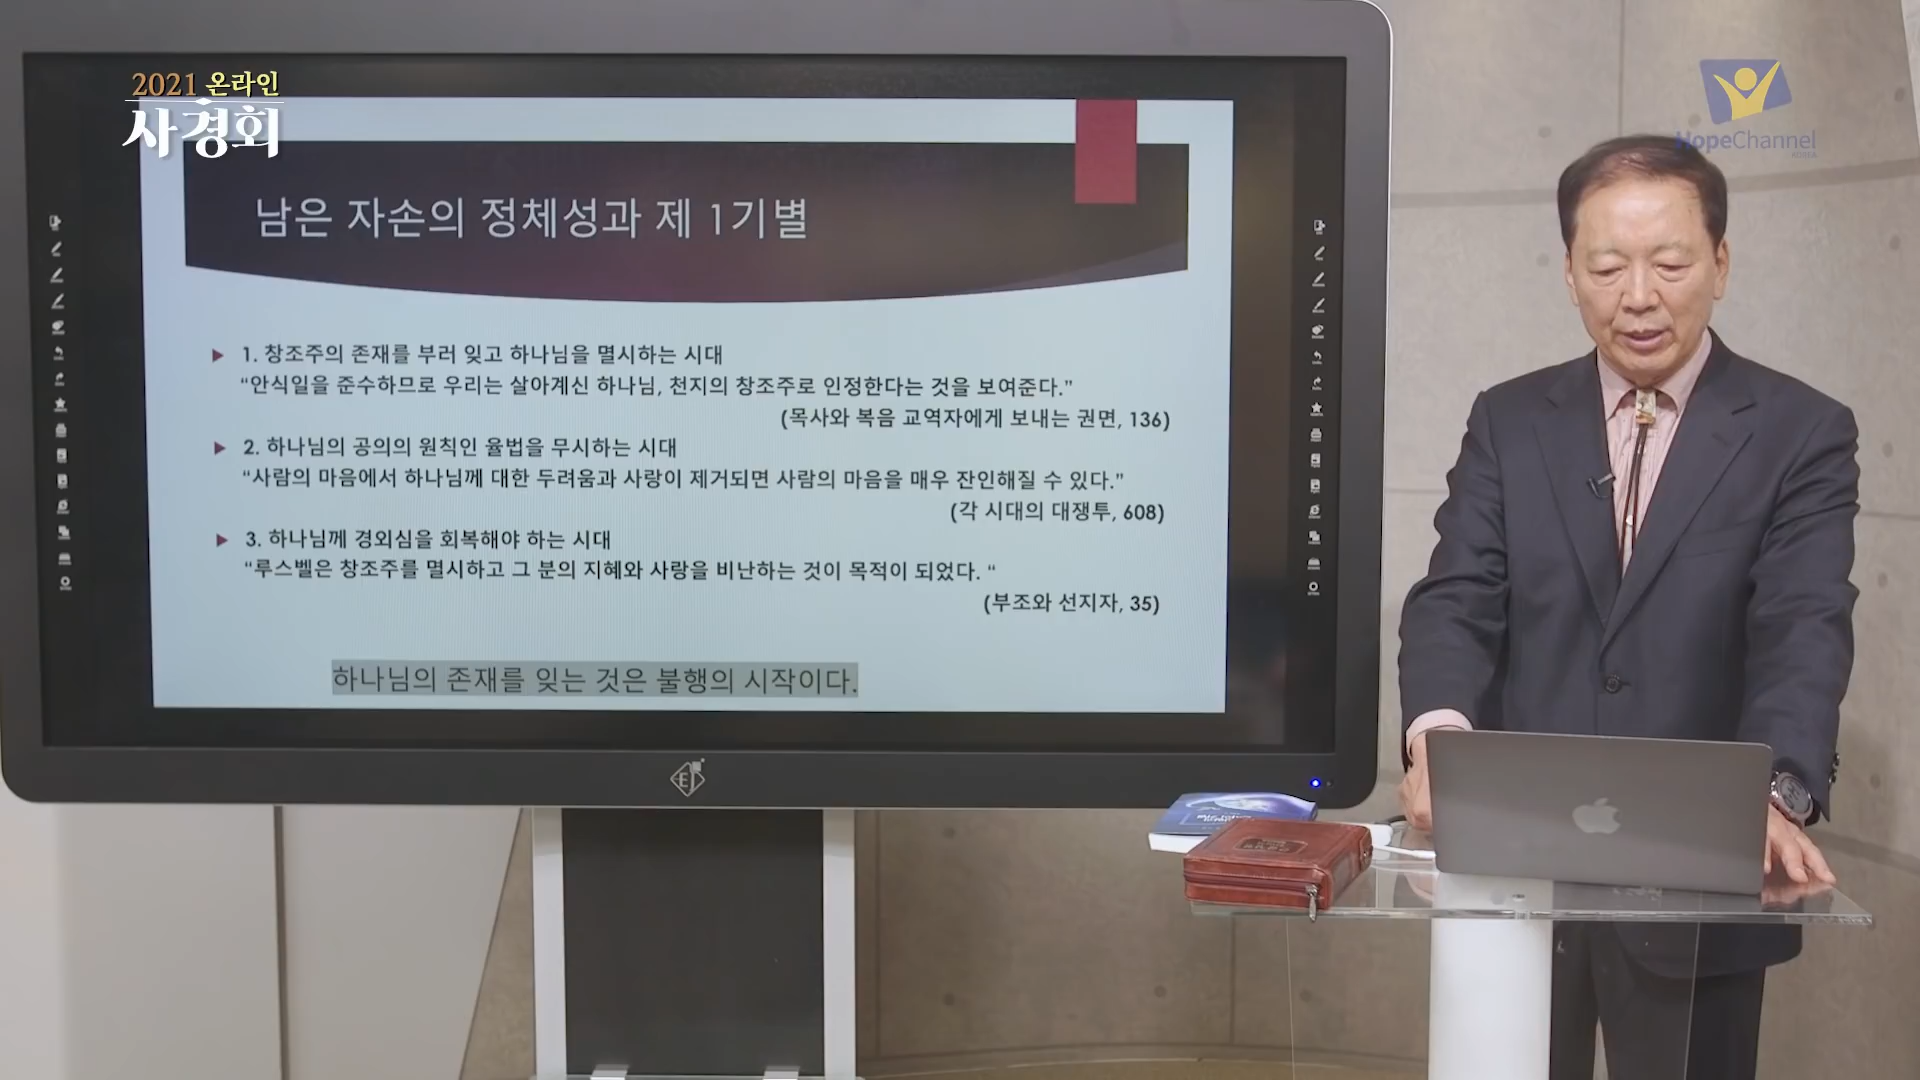 2021 온라인
사경회
HopeChannel
KOREA
남은 자손의 정체성과 제 1기별
1. 창조주의 존재를 부러 잊고 하나님을 멸시하는 시대
“안식일을 준수하므로 우리는 살아계신 하나님, 천지의 창조주로 인정한다는 것을 보여준다.”
(목사와 복음 교역자에게 보내는 권면, 136)
2. 하나님의 공의의 원칙인 율법을 무시하는 시대
“사람의 마음에서 하나님께 대한 두려움과 사랑이 제거되면 사람의 마음을 매우 잔인해질 수 있다.”
(각 시대의 대쟁투, 608)
3. 하나님께 경외심을 회복해야 하는 시대
“루스벨은 창조주를 멸시하고 그 분의 지혜와 사랑을 비난하는 것이 목적이 되었다. “
(부조와 선지자, 35)
하나님의 존재를 잊는 것은 불행의 시작이다.